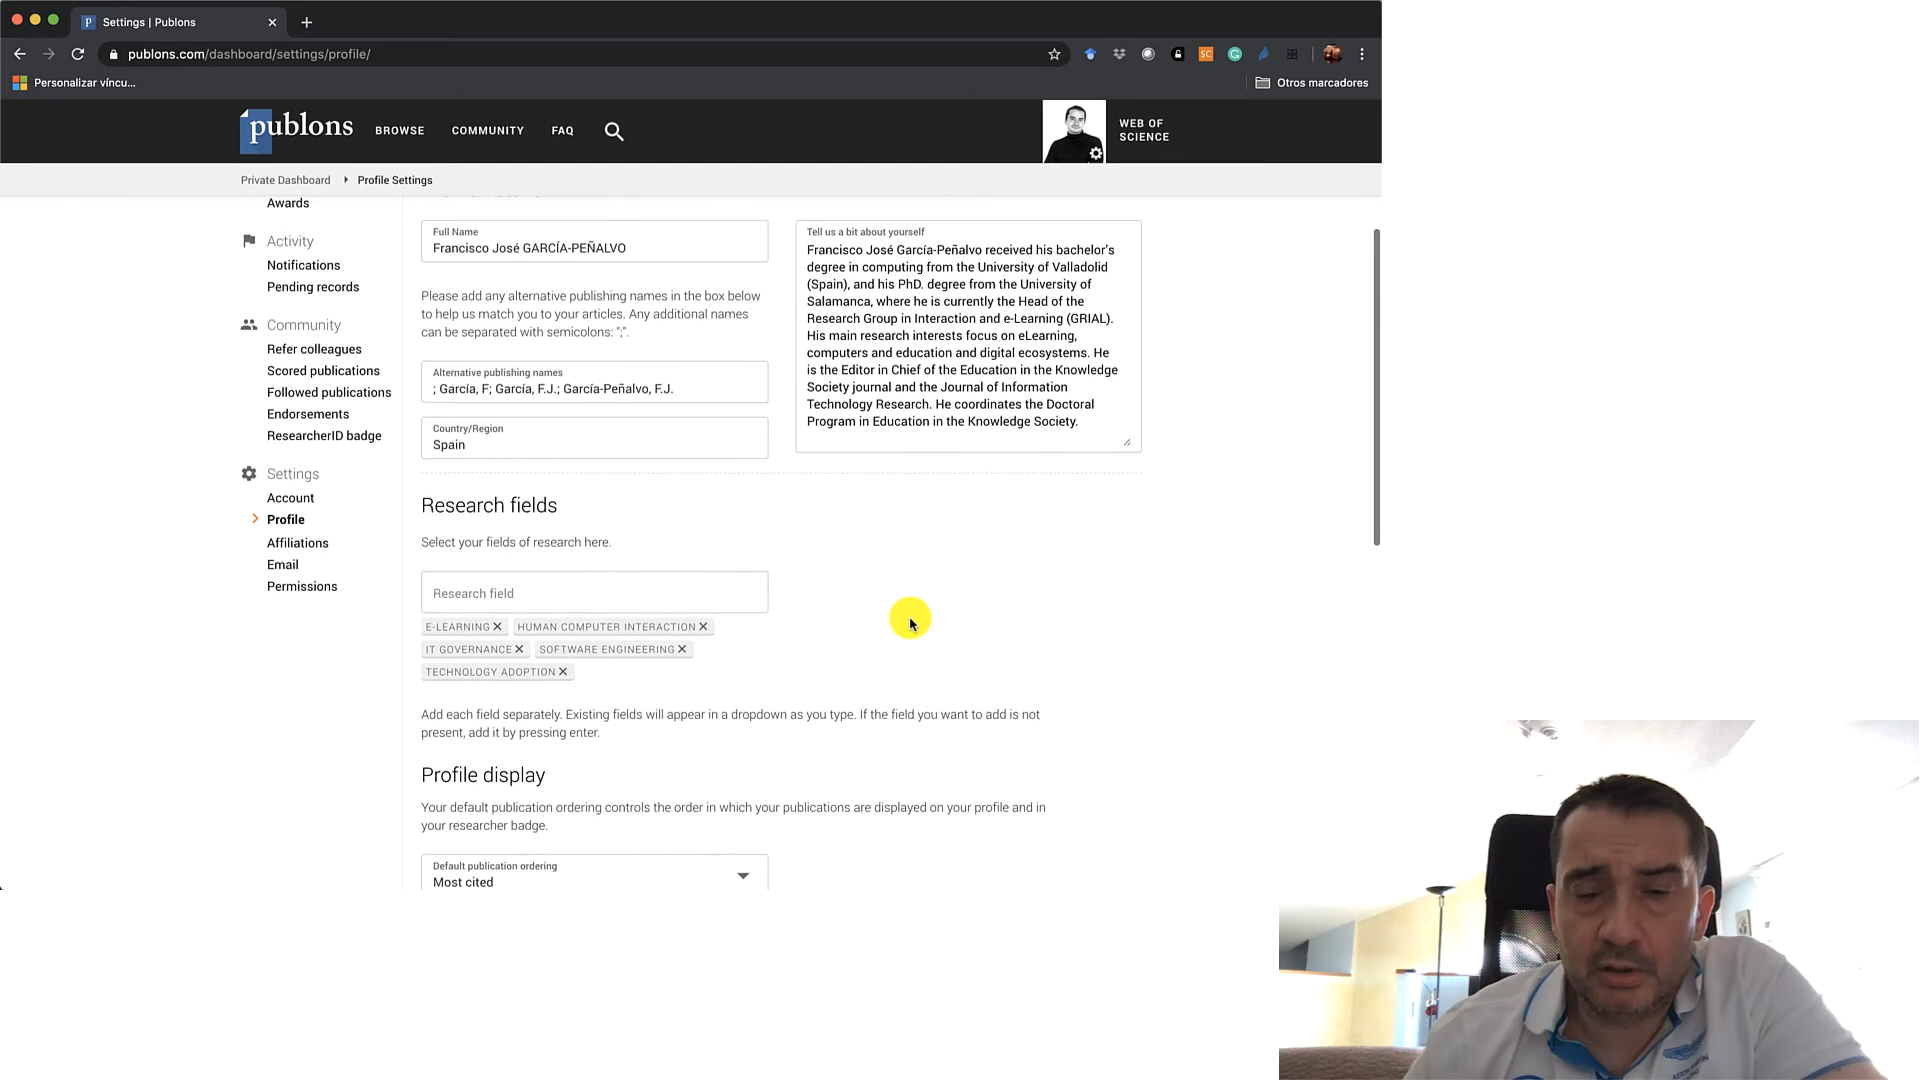 Settings | Publons
publons.com/dashboard/settings/profile/
Personalizar víncu...
Otros marcadores
publons
BROWSE
COMMUNITY
FAQ
WEB OF
SCIENCE
Private Dashboard
Profile Settings
Awards
Activity
Notifications
Pending records
Community
Refer colleagues
Scored publications
Followed publications
Endorsements
ResearcherID badge
Settings
Account
Profile
Affiliations
Email
Permissions
Full Name
Francisco José GARCÍA-PEÑALVO
Please add any alternative publishing names in the box below
to help us match you to your articles. Any additional names
can be separated with semicolons: ";".
Alternative publishing names
; García, F; García, F.J.; García-Peñalvo, F.J.
Country/Region
Spain
Tell us a bit about yourself
Francisco José García-Peñalvo received his bachelor's
degree in computing from the University of Valladolid
(Spain), and his PhD. degree from the University of
Salamanca, where he is currently the Head of the
Research Group in Interaction and e-Learning (GRIAL).
His main research interests focus on eLearning,
computers and education and digital ecosystems. He
is the Editor in Chief of the Education in the Knowledge
Society journal and the Journal of Information
Technology Research. He coordinates the Doctoral
Program in Education in the Knowledge Society.
Research fields
Select your fields of research here.
Research field
E-LEARNING
HUMAN COMPUTER INTERACTION
IT GOVERNANCE
SOFTWARE ENGINEERING
TECHNOLOGY ADOPTION
Add each field separately. Existing fields will appear in a dropdown as you type. If the field you want to add is not
present, add it by pressing enter.
Profile display
Your default publication ordering controls the order in which your publications are displayed on your profile and in
your researcher badge.
Default publication ordering
Most cited